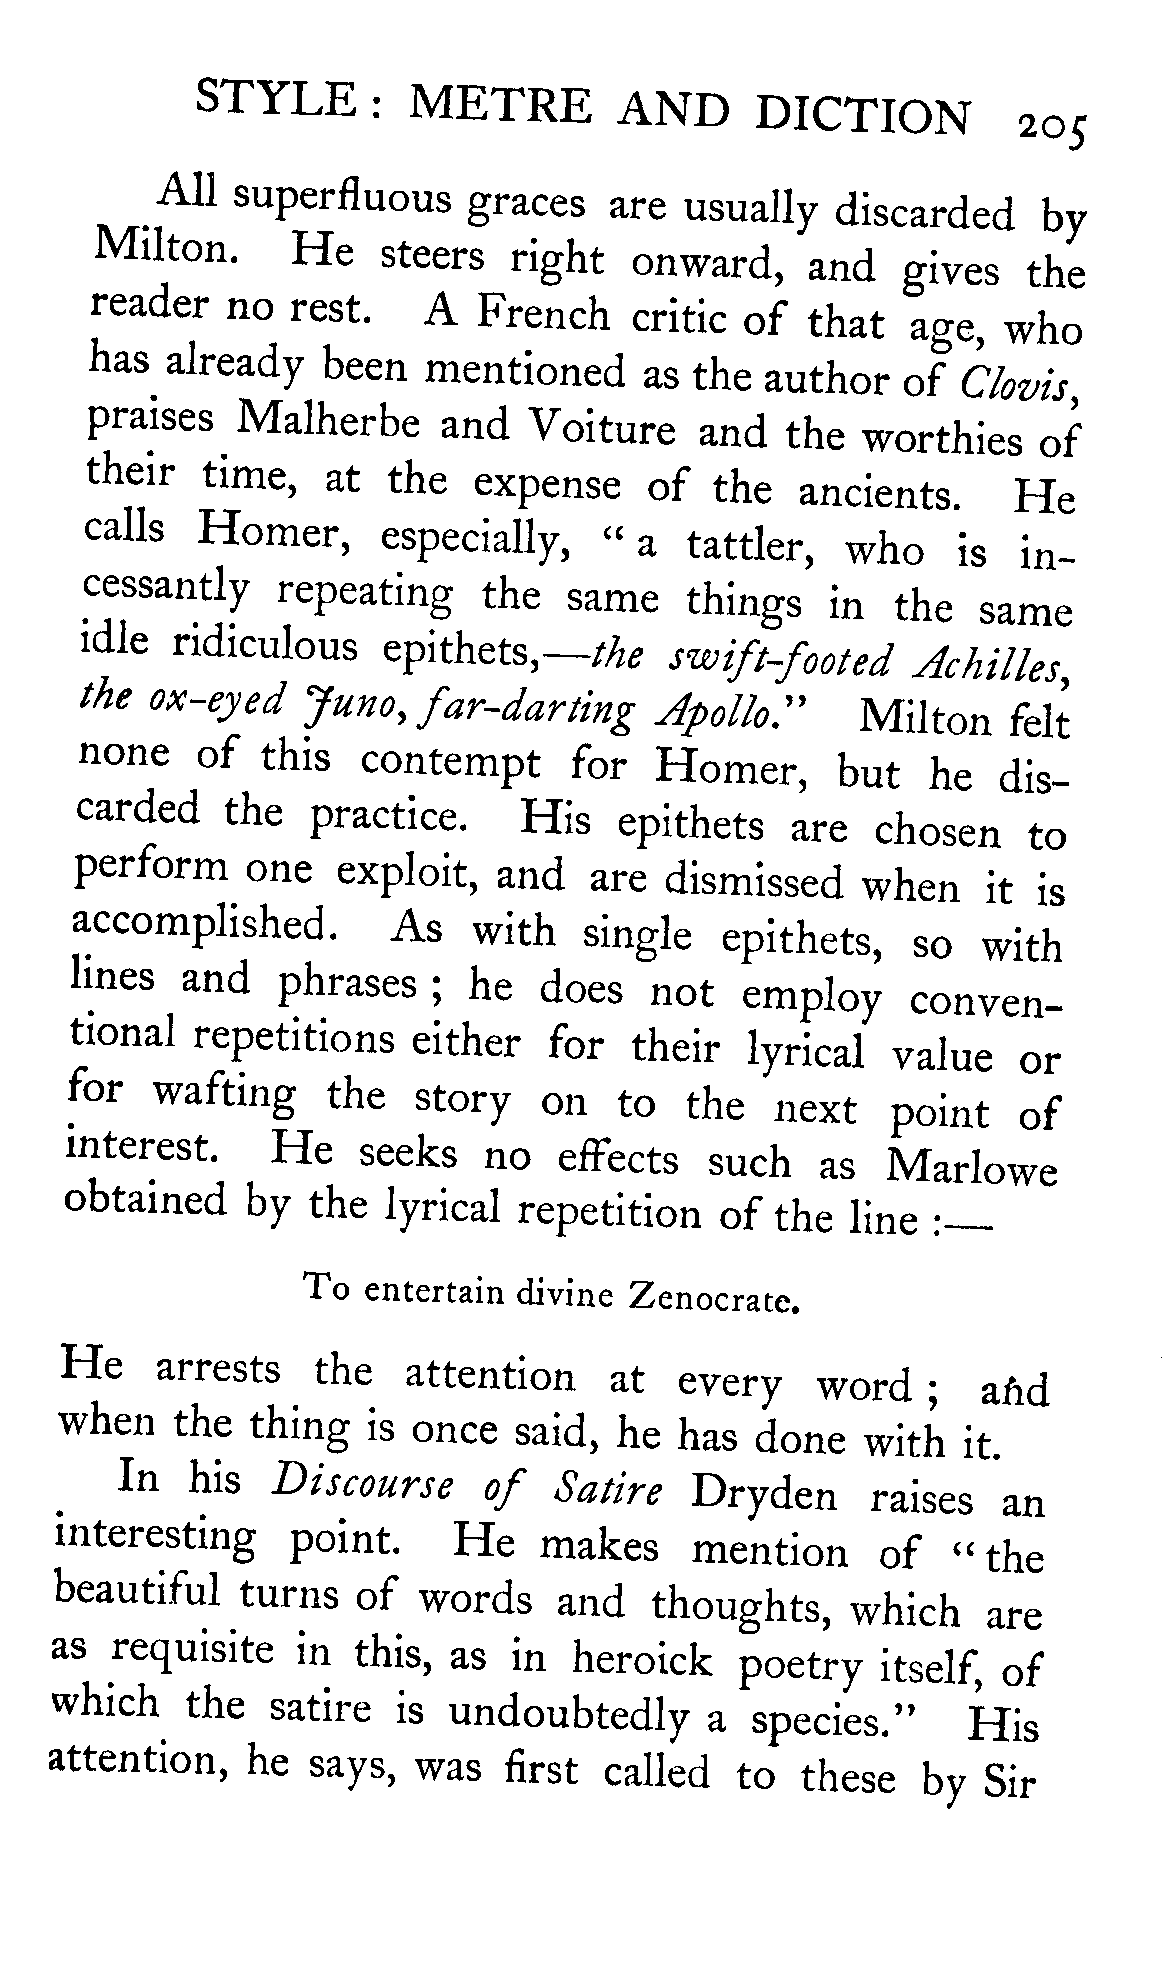 STYLE: METRE AND DICTION 205
All superfluous graces are usually discarded by
Milton. He steers right onward, and gives the
reader no rest. A French critic of that age, who
has already been mentioned as the author of Clovis,
praises Malherbe and Voiture and the worthies of
their time, at the expense of the ancients. He
calls Homer, especially, “a tattler, who is in-
cessantly repeating the same things in the same
idle ridiculous epithets,—the swift-footed Achilles,
the ox-eyed Juno, far-darting Apollo.” Milton felt
none of this contempt for Homer, but he dis-
carded the practice. His epithets are chosen to
perform one exploit, and are dismissed when it is
accomplished. As with single epithets, so with
lines and phrases; he does not employ conven-
tional repetitions either for their lyrical value or
for wafting the story on to the next point of
interest. He seeks no effects such as Marlowe
obtained by the lyrical repetition of the line:—
To entertain divine Zenocrate.
He arrests the attention at every word; and
when the thing is once said, he has done with it.
In his Discourse of Satire Dryden raises an
interesting point. He makes mention of “the
beautiful turns of words and thoughts, which are
as requisite in this, as in heroick poetry itself, of
which the satire is undoubtedly a species.” His
attention, he says, was first called to these by Sir